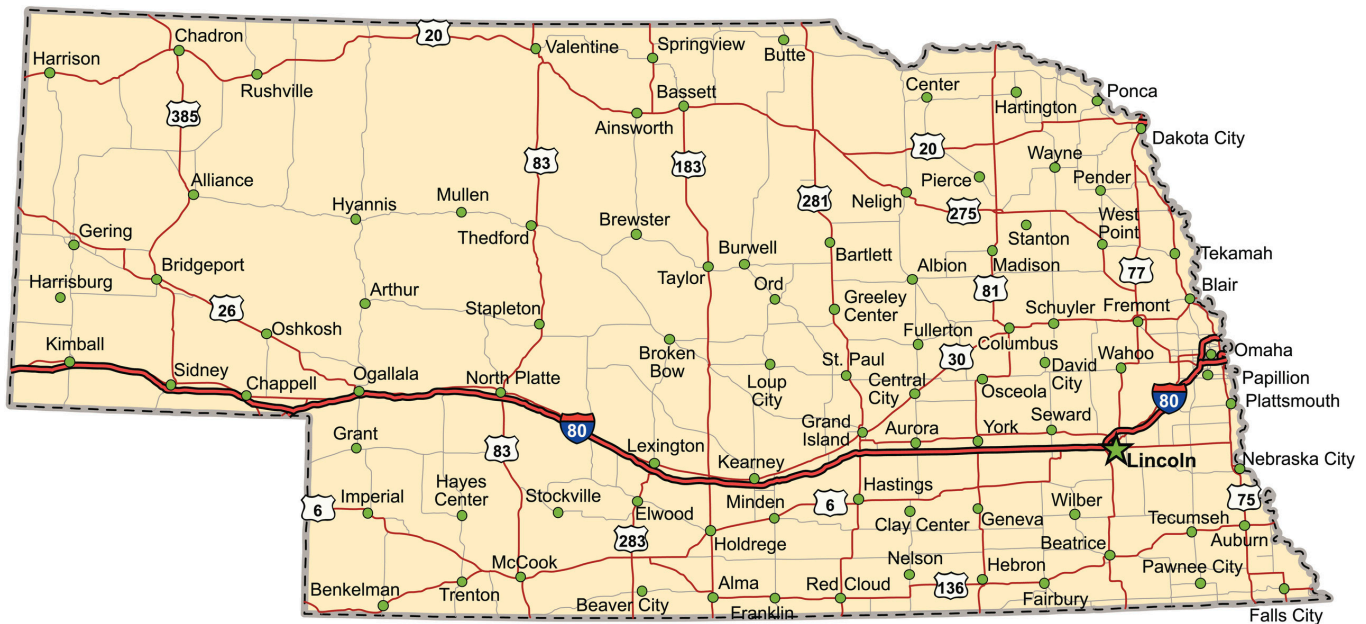 Chadron
20
Valentine
Springview
Butte
Harrison
Rushville
Center
Ponca
Hartington
Bassett
385
Ainsworth
Dakota City
20
83
183
Wayne
Pierce
Pender
Alliance
Neligh
281
275
Hyannis
Mullen
Brewster
West
Point
Gering
Thedford
Stanton
Burwell
Bartlett
Tekamah
Bridgeport
Taylor
Albion
Madison
77
Harrisburg
Ord
81
Blair
Arthur
26
Stapleton
Greeley
Center
Schuyler
Fremont
Oshkosh
Fullerton
Kimball
Broken
Bow
30
Columbus
Wahoo
Omaha
Sidney
Chappell
Ogallala
North Platte
Loup
City
St. Paul
Central
City
Osceola
David
City
Papillion
80
Plattsmouth
80
Grand
Island
Aurora
York
Seward
Grant
83
Lexington
Kearney
Lincoln
Nebraska City
6
Imperial
Hayes
Center
Stockville
Elwood
Minden
6
Hastings
Clay Center
Geneva
Wilber
75
Tecumseh
Auburn
283
Holdrege
Beatrice
McCook
Nelson
Hebron
Pawnee City
Benkelman
Trenton
Beaver City
Alma
Franklin
Red Cloud
136
Fairbury
Falls City